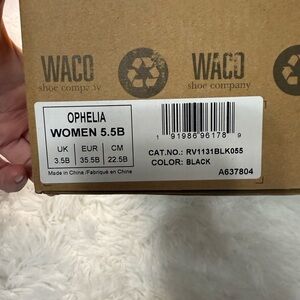 WACO
shoe company
WACO
shoe company
OPHELIA
WOMEN 5.5B
UK EUR CM
3.5B 35.5B 22.5B
Made in China /Fabriqué en China
1 91986 96178 9
CAT.NO.: RV1131BLK055
COLOR: BLACK
A637804